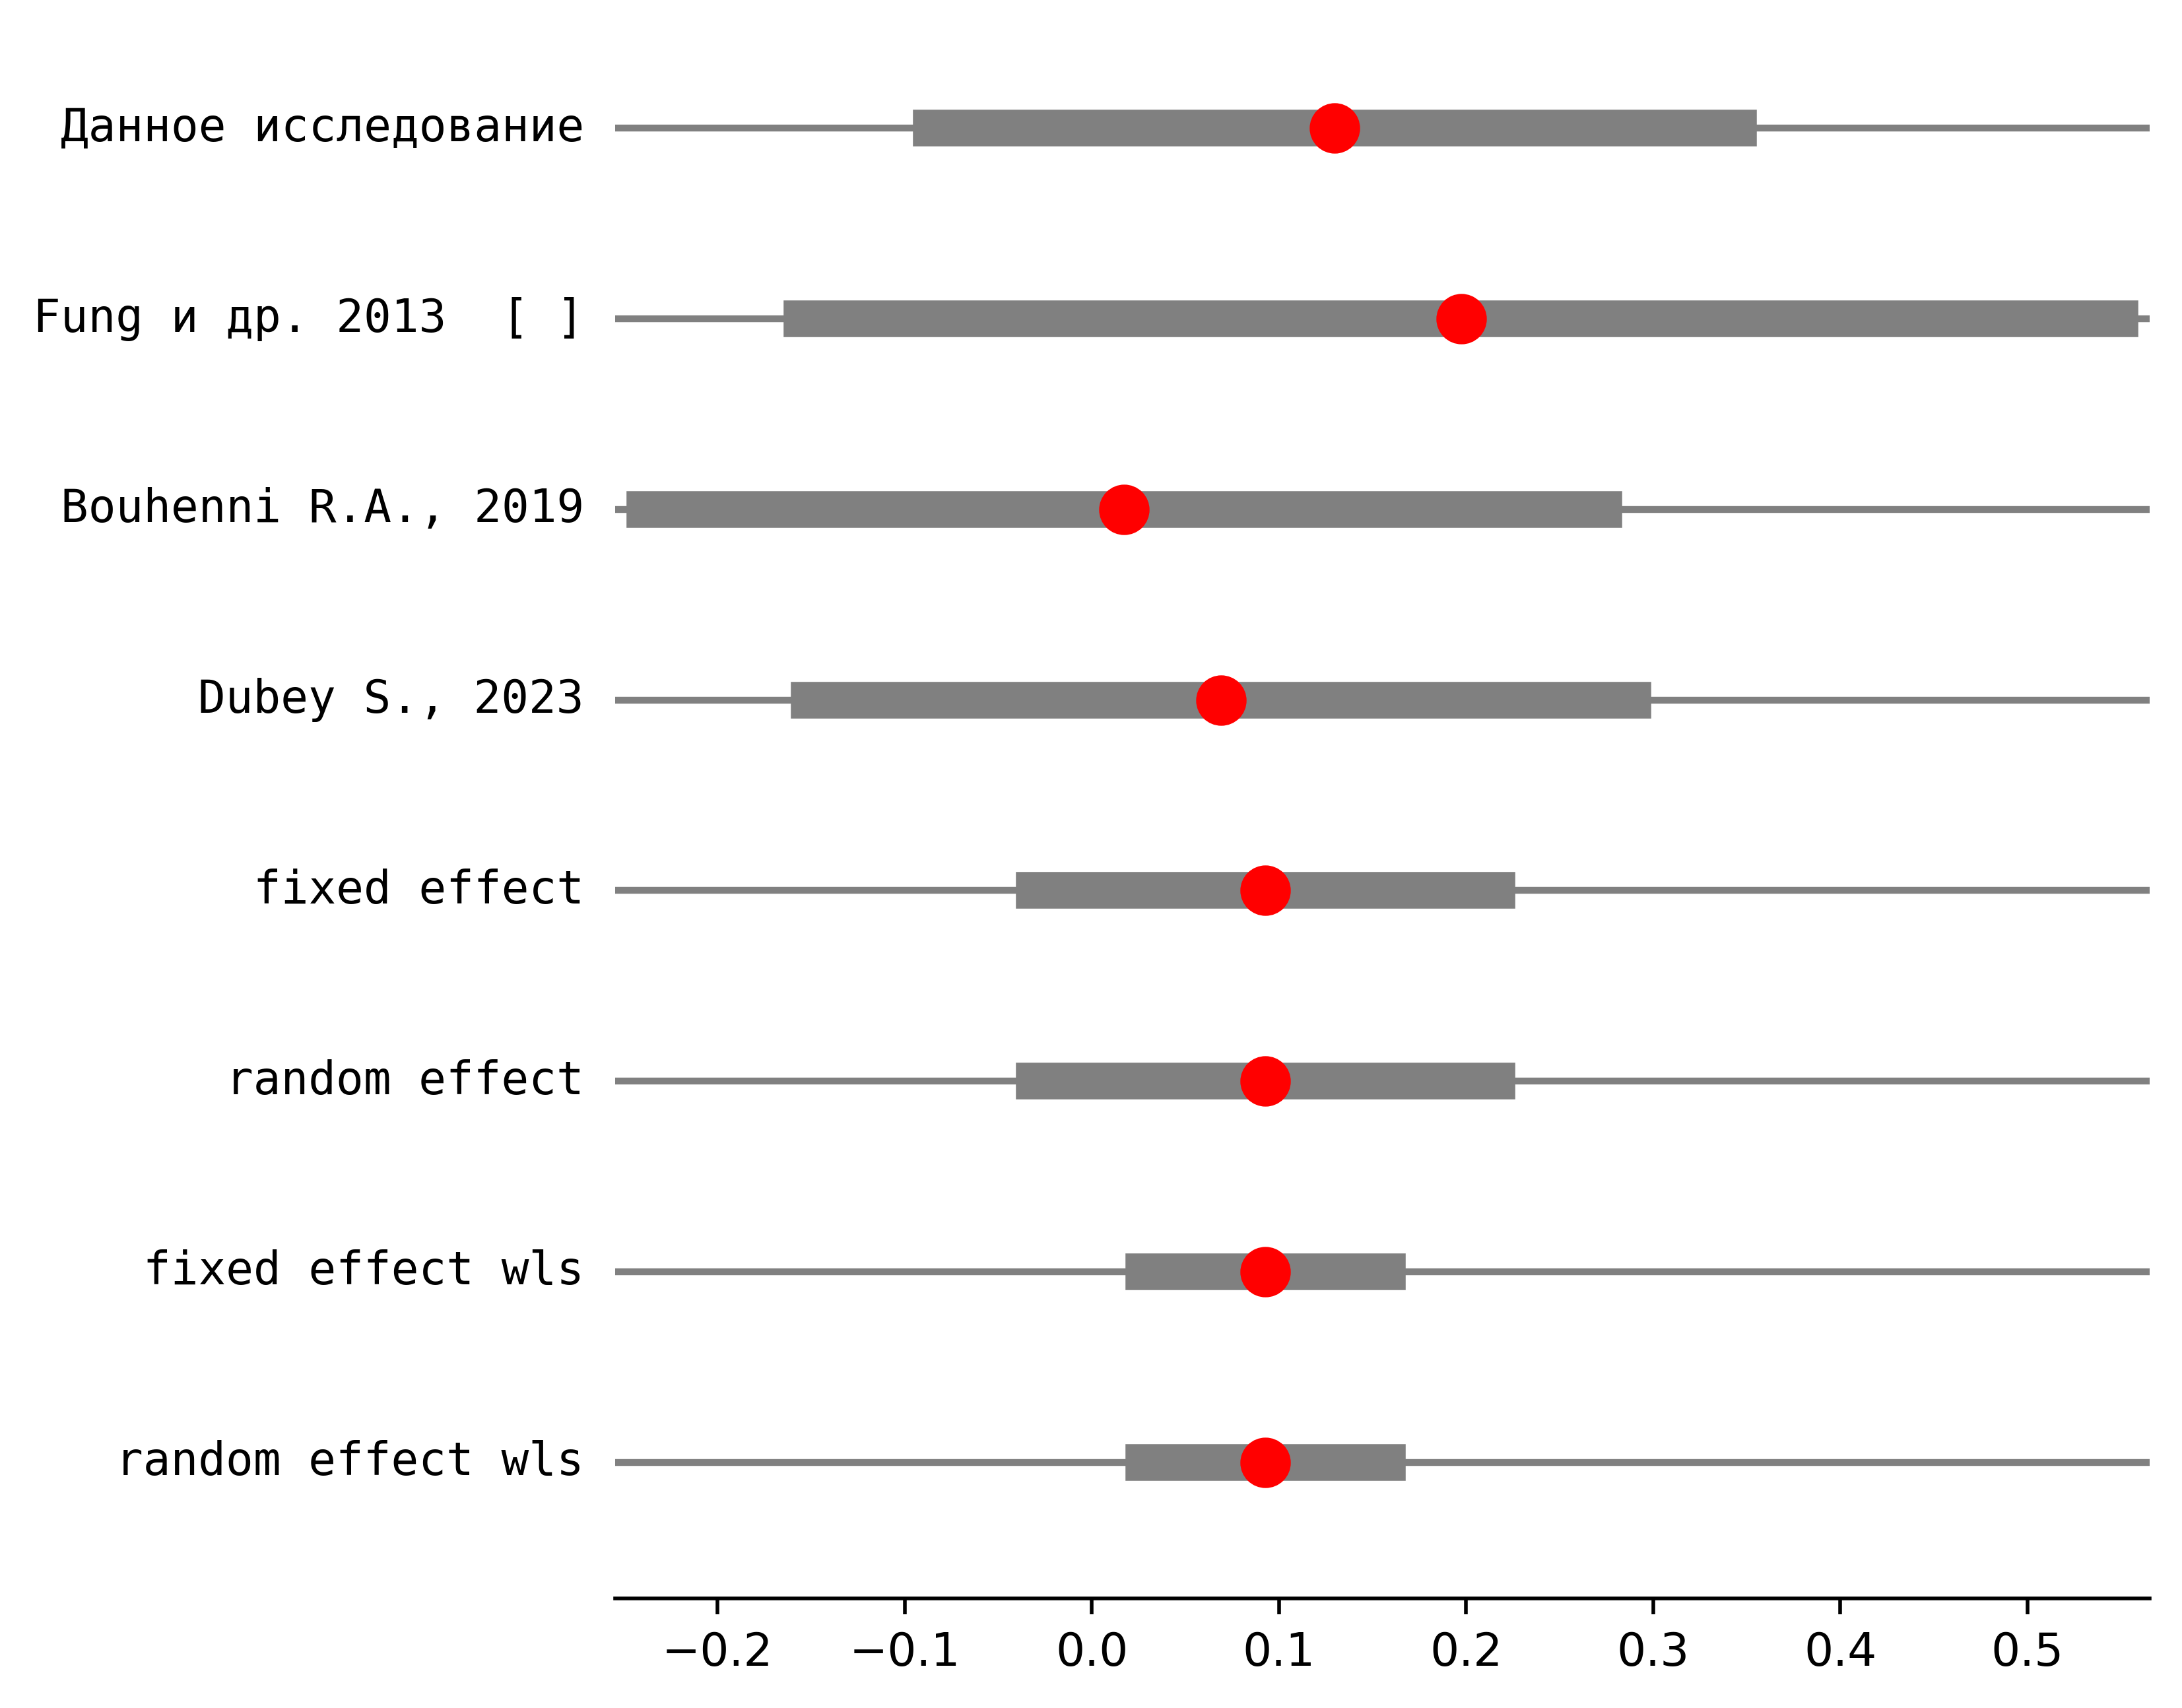 Данное исследование
Fung и др. 2013  [ ]
Bouhenni R.A., 2019
Dubey S., 2023
fixed effect
random effect
fixed effect wls
random effect wls
−0.2 −0.1 0.0 0.1 0.2 0.3 0.4 0.5